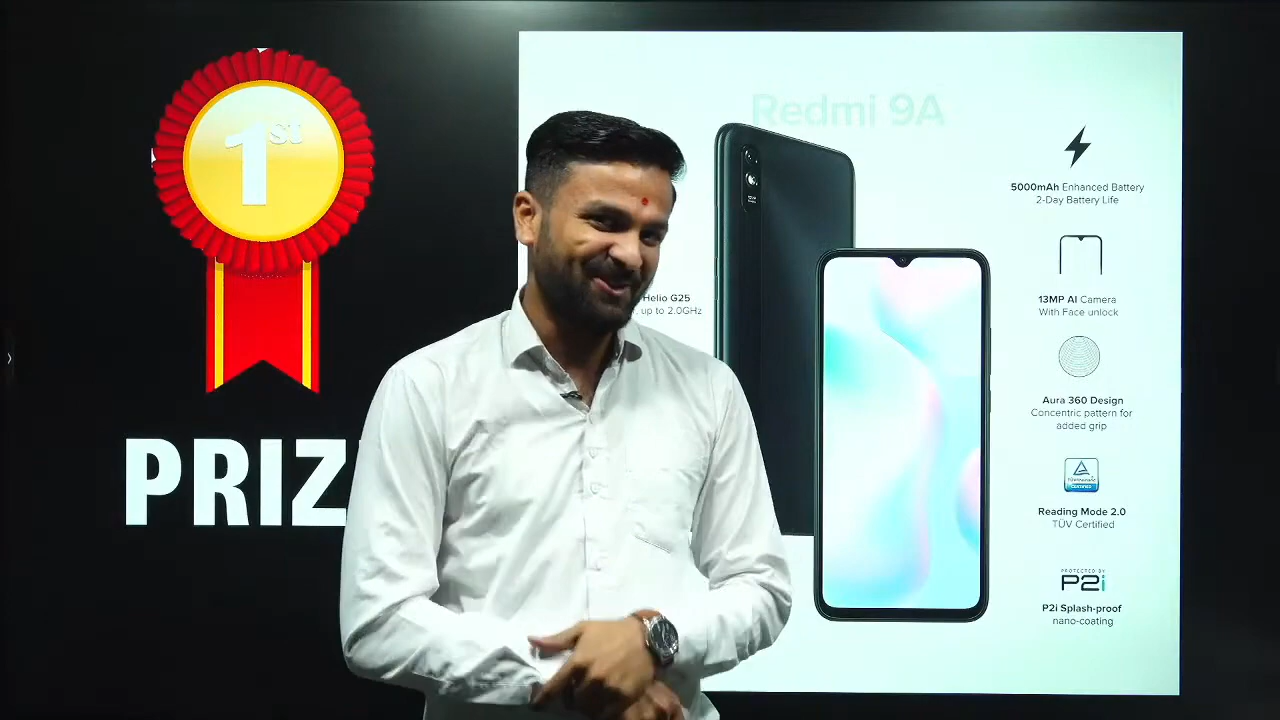 1st
PRIZ
Redmi 9A
Helio G25
, up to 2.0GHz
5000mAh Enhanced Battery
2-Day Battery Life
13MP AI Camera
With Face unlock
Aura 360 Design
Concentric pattern for
added grip
Reading Mode 2.0
TÜV Certified
PROTECTED BY
P2i
P2i Splash-proof
nano-coating